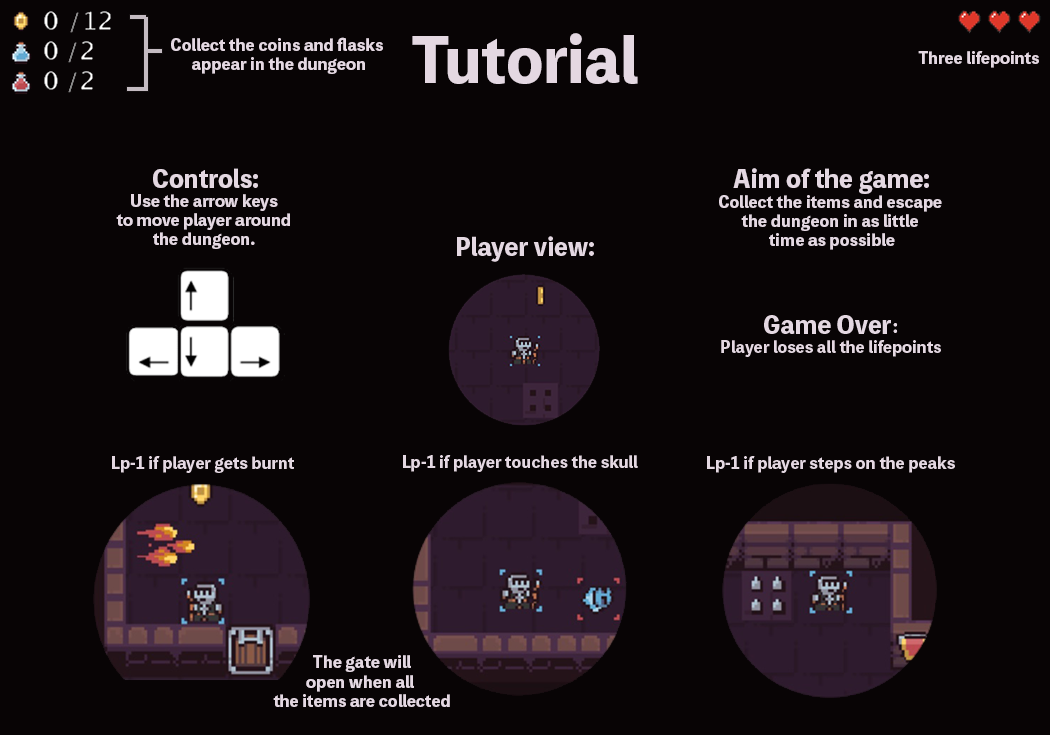 0 /12
0 /2
0 /2
Collect the coins and flasks
appear in the dungeon
Tutorial
Three lifepoints
Controls:
Use the arrow keys
to move player around
the dungeon.
Player view:
Aim of the game:
Collect the items and escape
the dungeon in as little
time as possible
Game Over:
Player loses all the lifepoints
Lp-1 if player gets burnt
Lp-1 if player touches the skull
Lp-1 if player steps on the peaks
The gate will
open when all
the items are collected